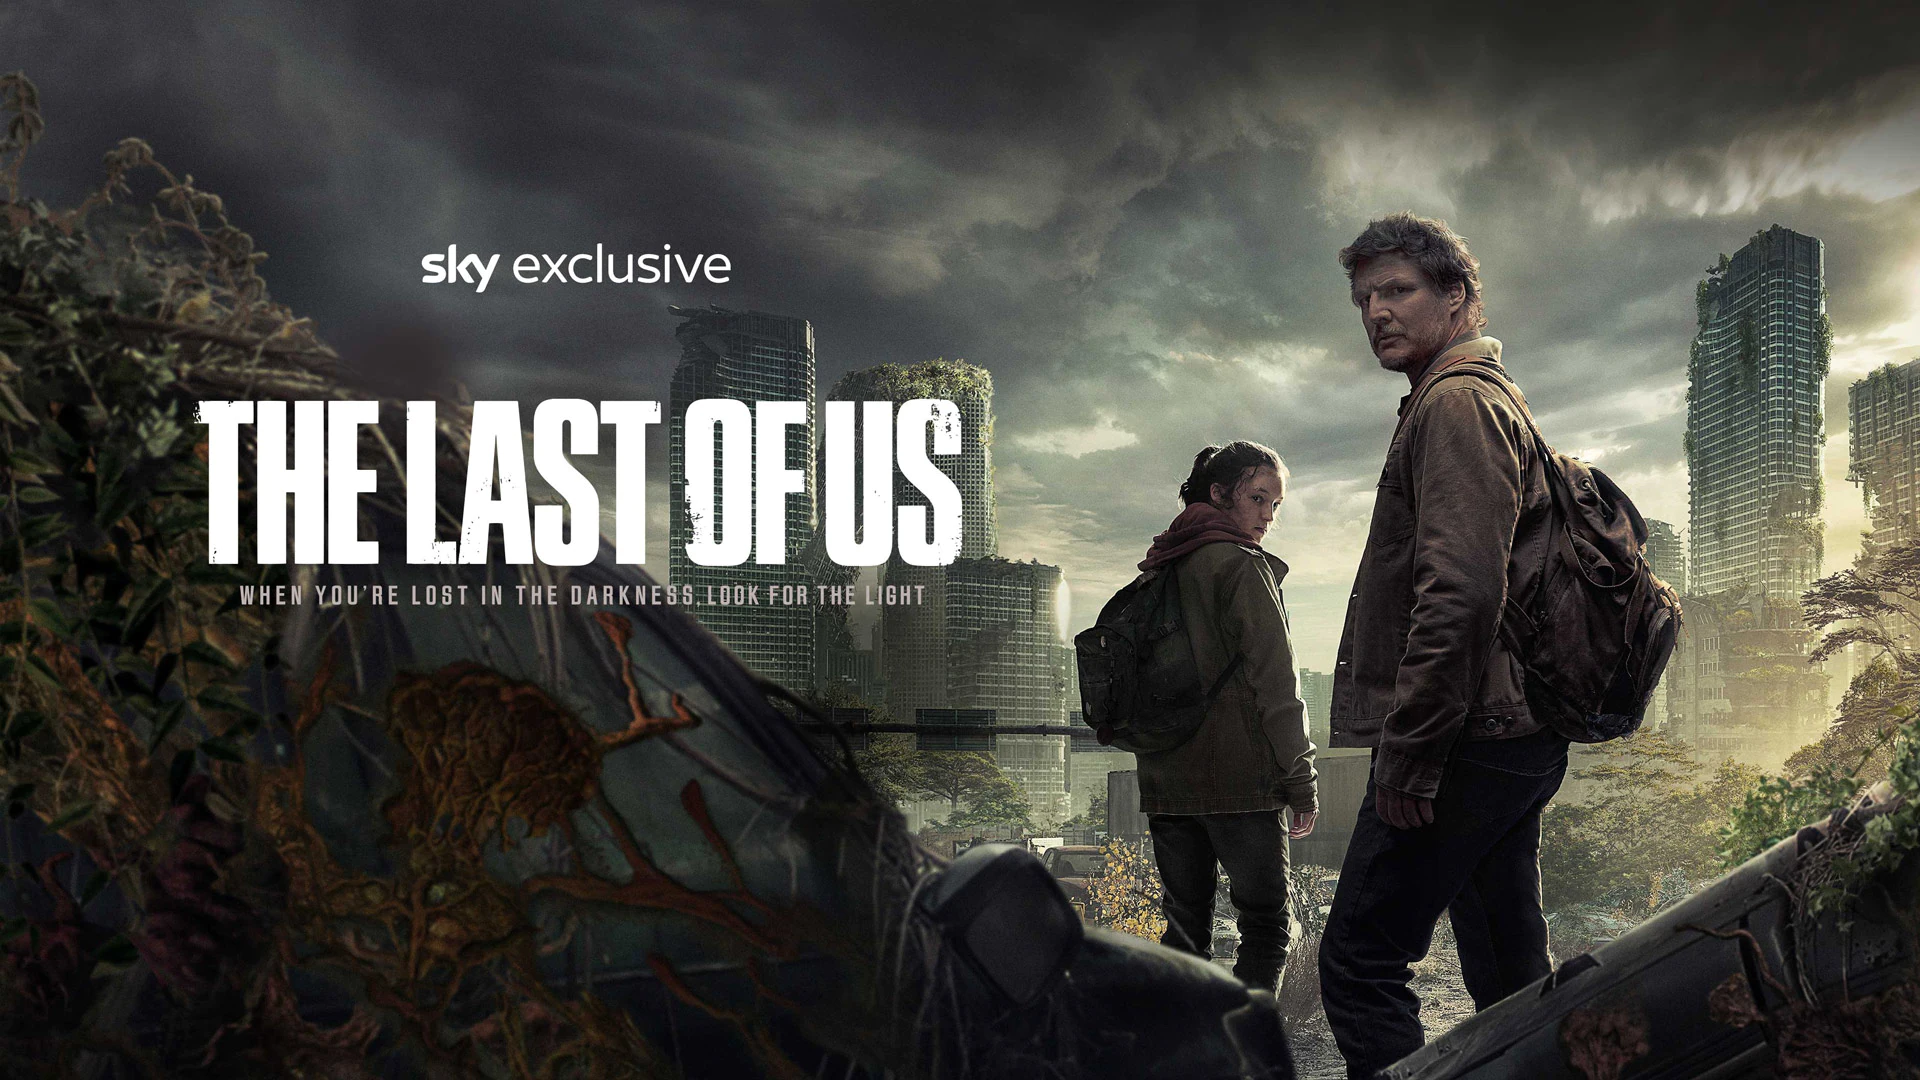 sky exclusive
THE LAST OF US
WHEN YOU'RE LOST IN THE DARKNESS, LOOK FOR THE LIGHT